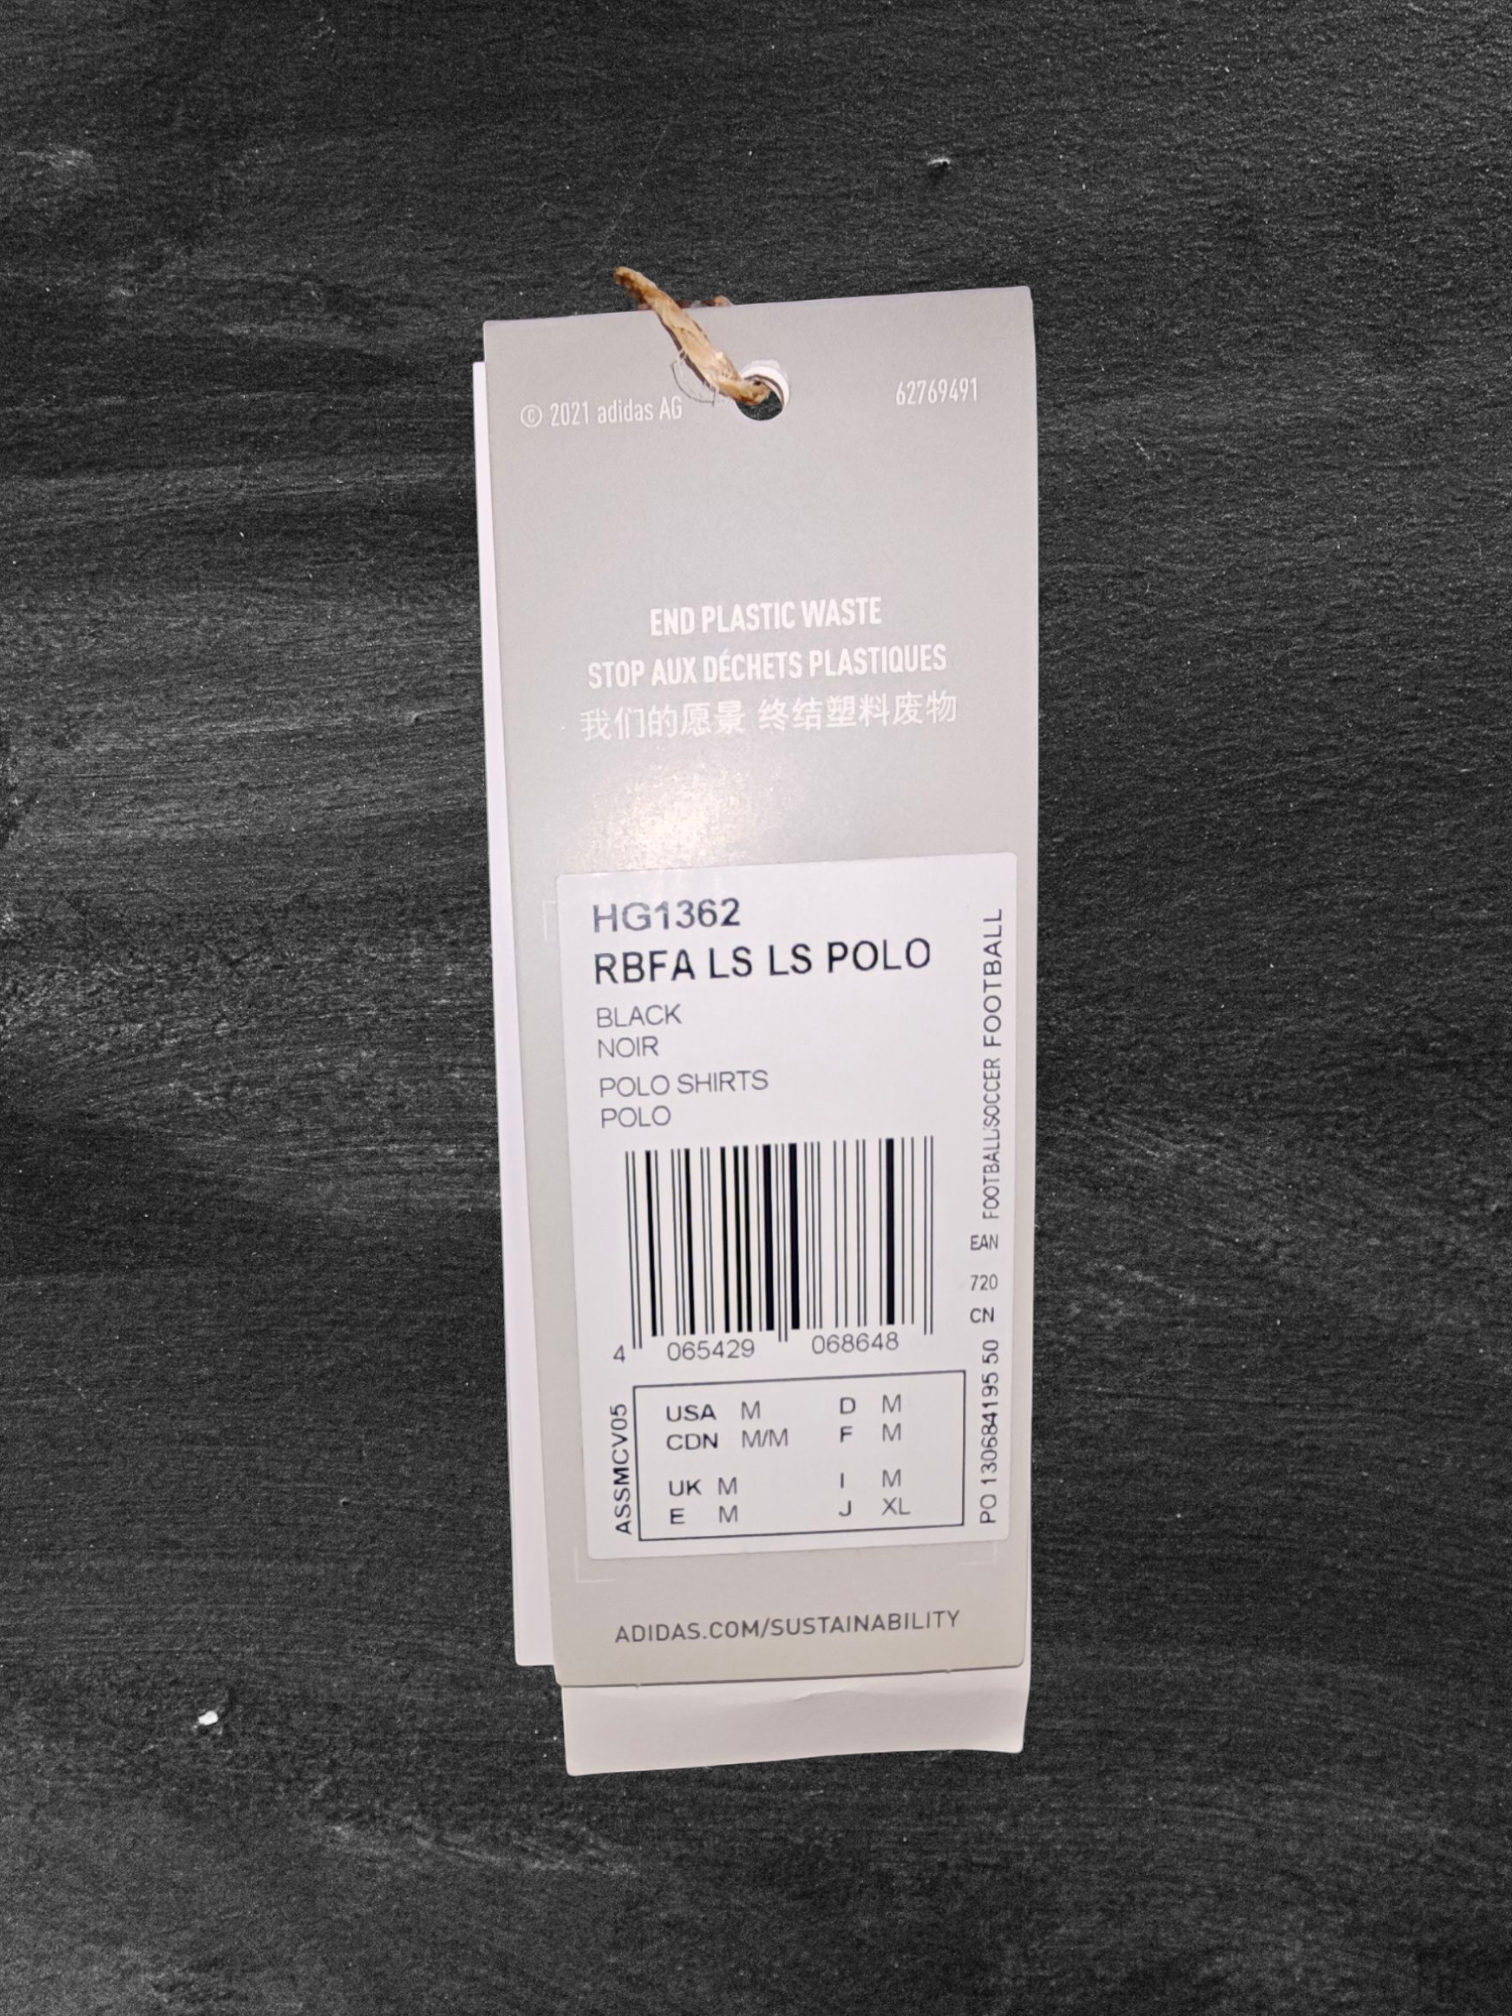 © 2021 adidas AG
62769491
END PLASTIC WASTE
STOP AUX DÉCHETS PLASTIQUES
我们的愿景 终结塑料废物
HG1362
RBFA LS LS POLO
BLACK
NOIR
POLO SHIRTS
POLO
4 065429 068648
USA M D M
CDN M/M F M
UK M I M
E M J XL
ASSMCV05
PO 130684195 50 CN 720 EAN FOOTBALL/SOCCER FOOTBALL
ADIDAS.COM/SUSTAINABILITY